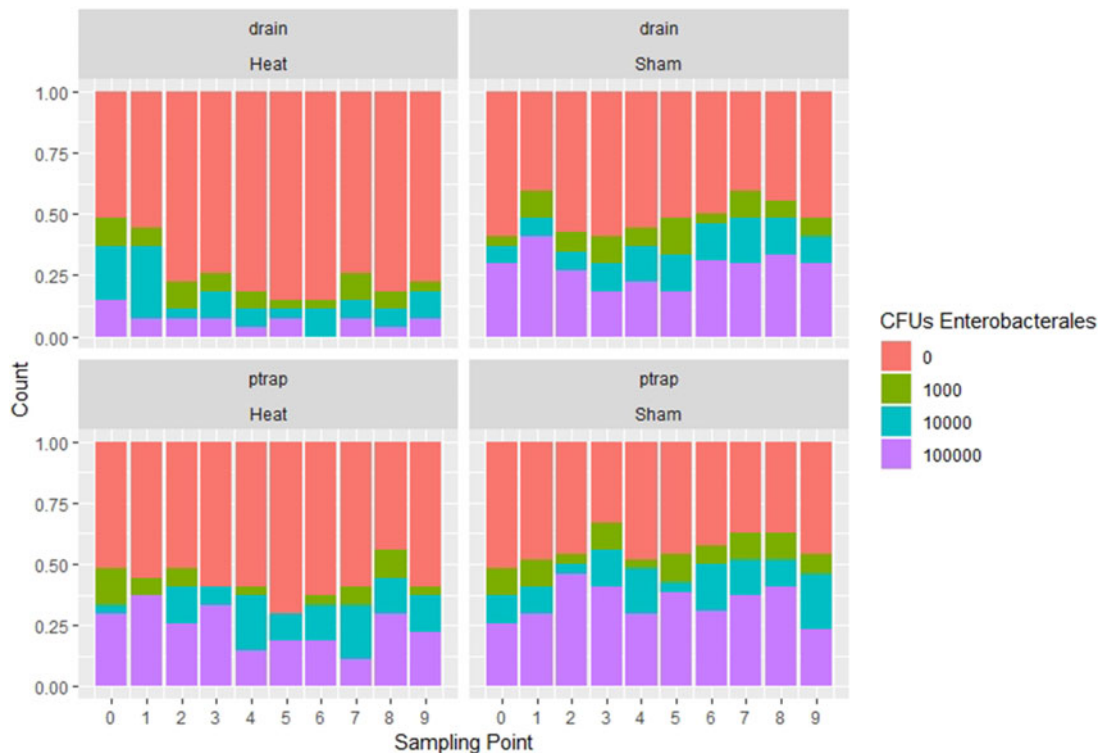 drain
Heat
drain
Sham
1.00
0.75
0.50
0.25
0.00
ptrap
Heat
ptrap
Sham
1.00
0.75
0.50
0.25
0.00
0 1 2 3 4 5 6 7 8 9
0 1 2 3 4 5 6 7 8 9
Count
Sampling Point
CFUs Enterobacterales
0
1000
10000
100000